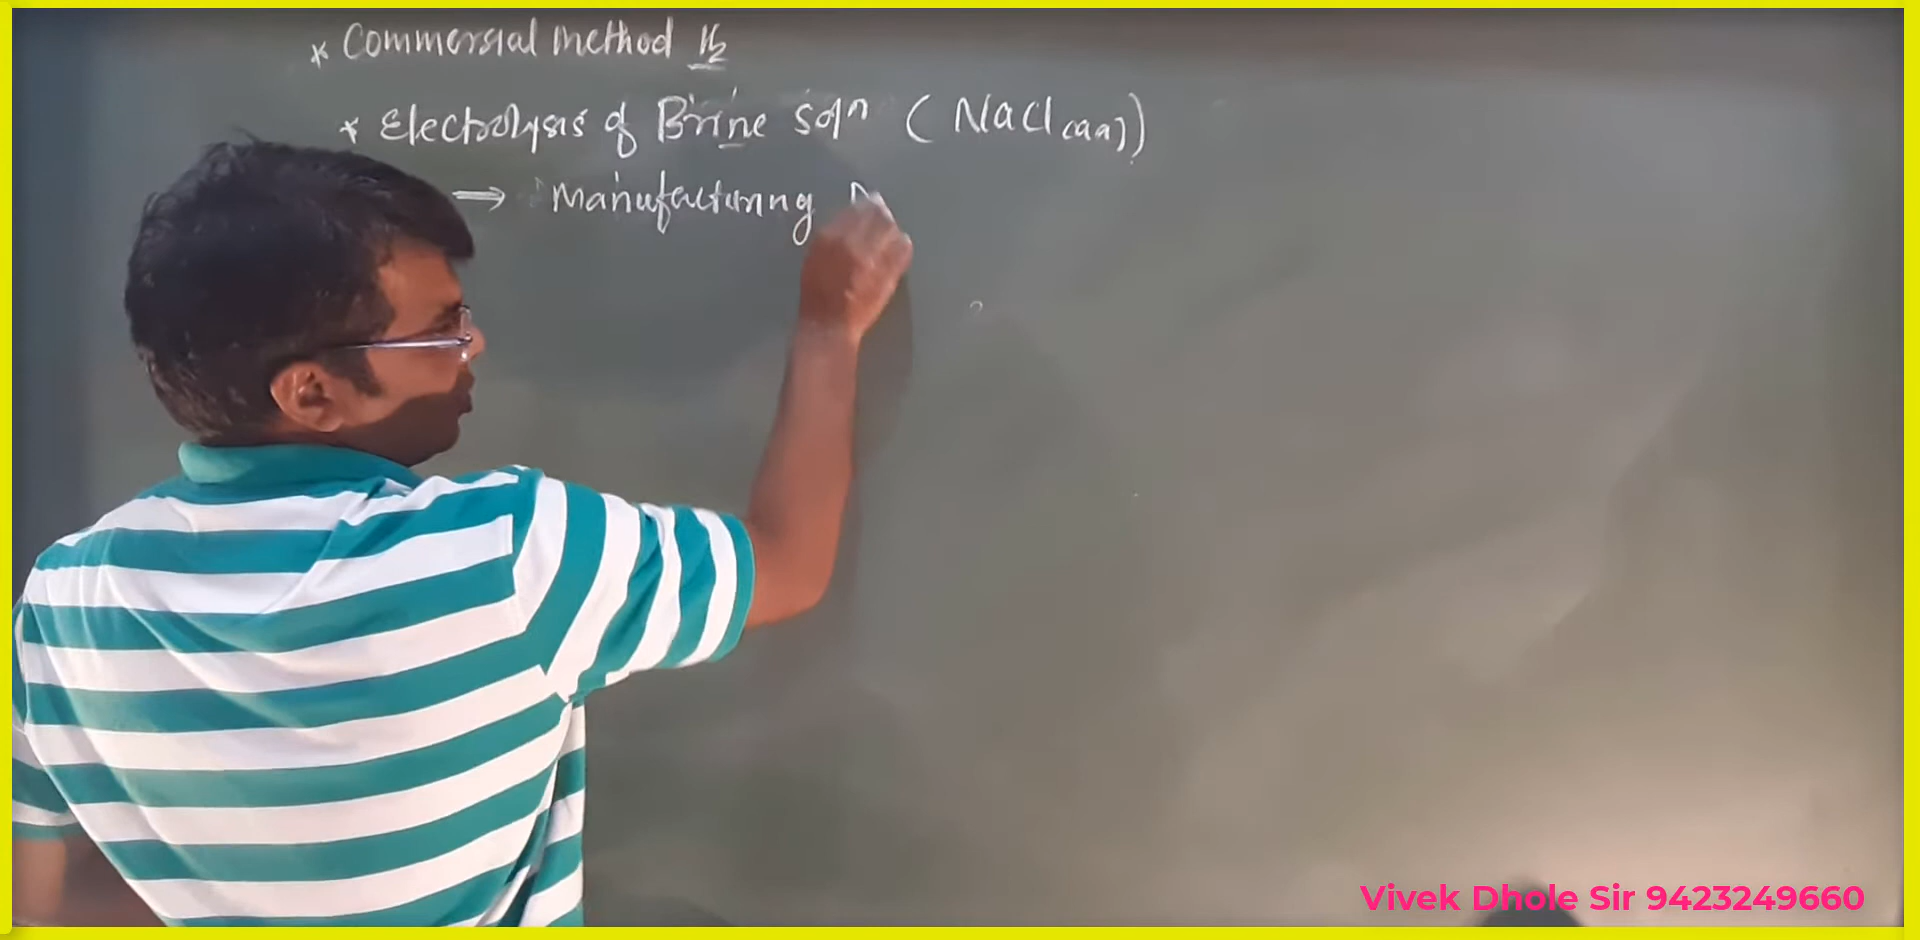 * Commersial method H2
* Electrolysis of Brine soln (NaCl(aq))
→ Manufacturing
Vivek Dhole Sir 9423249660